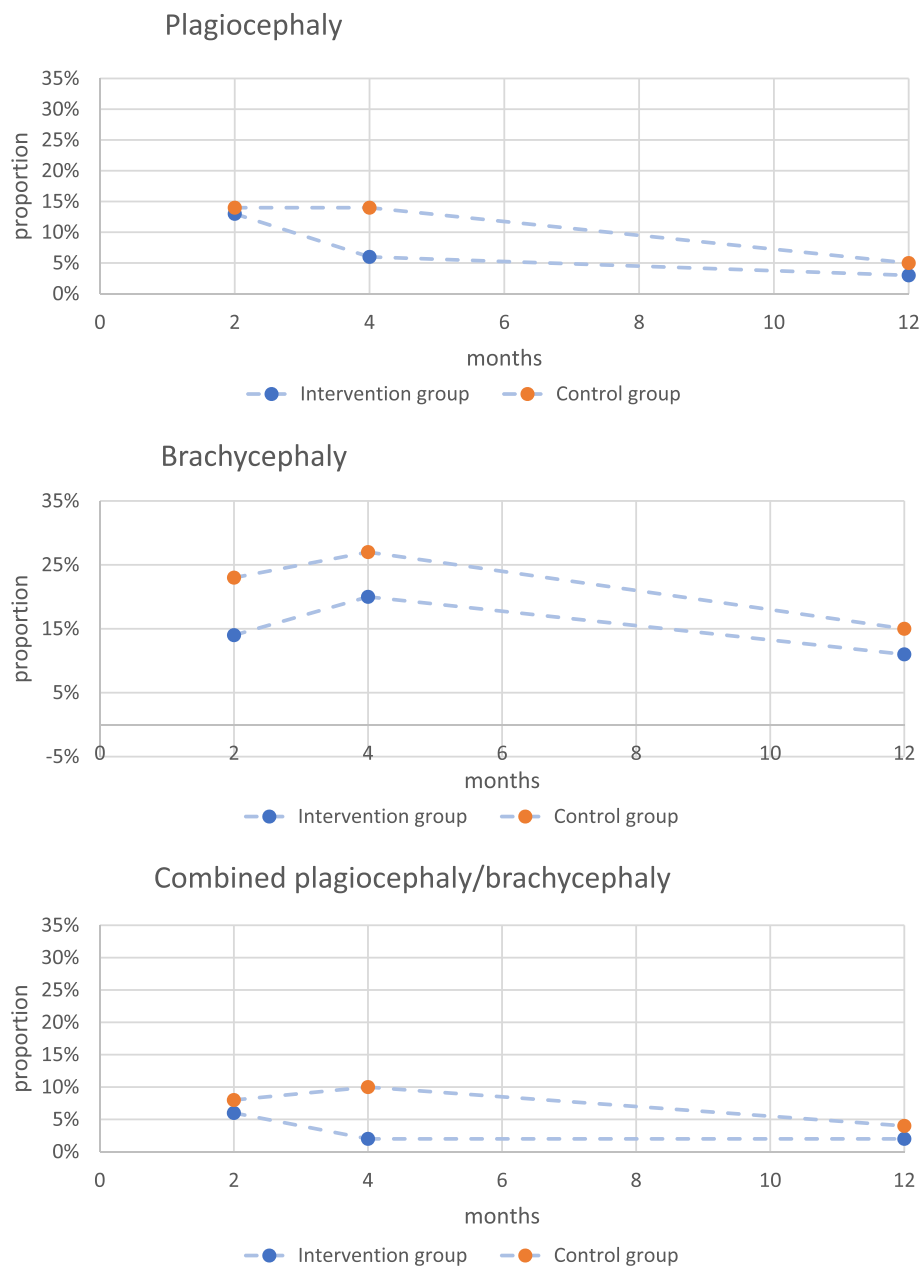 Plagiocephaly
35%
30%
25%
20%
15%
10%
5%
0%
proportion
0 2 4 6 8 10 12
months
Intervention group Control group
Brachycephaly
35%
25%
15%
5%
-5%
proportion
0 2 4 6 8 10 12
months
Intervention group Control group
Combined plagiocephaly/brachycephaly
35%
30%
25%
20%
15%
10%
5%
0%
proportion
0 2 4 6 8 10 12
months
Intervention group Control group